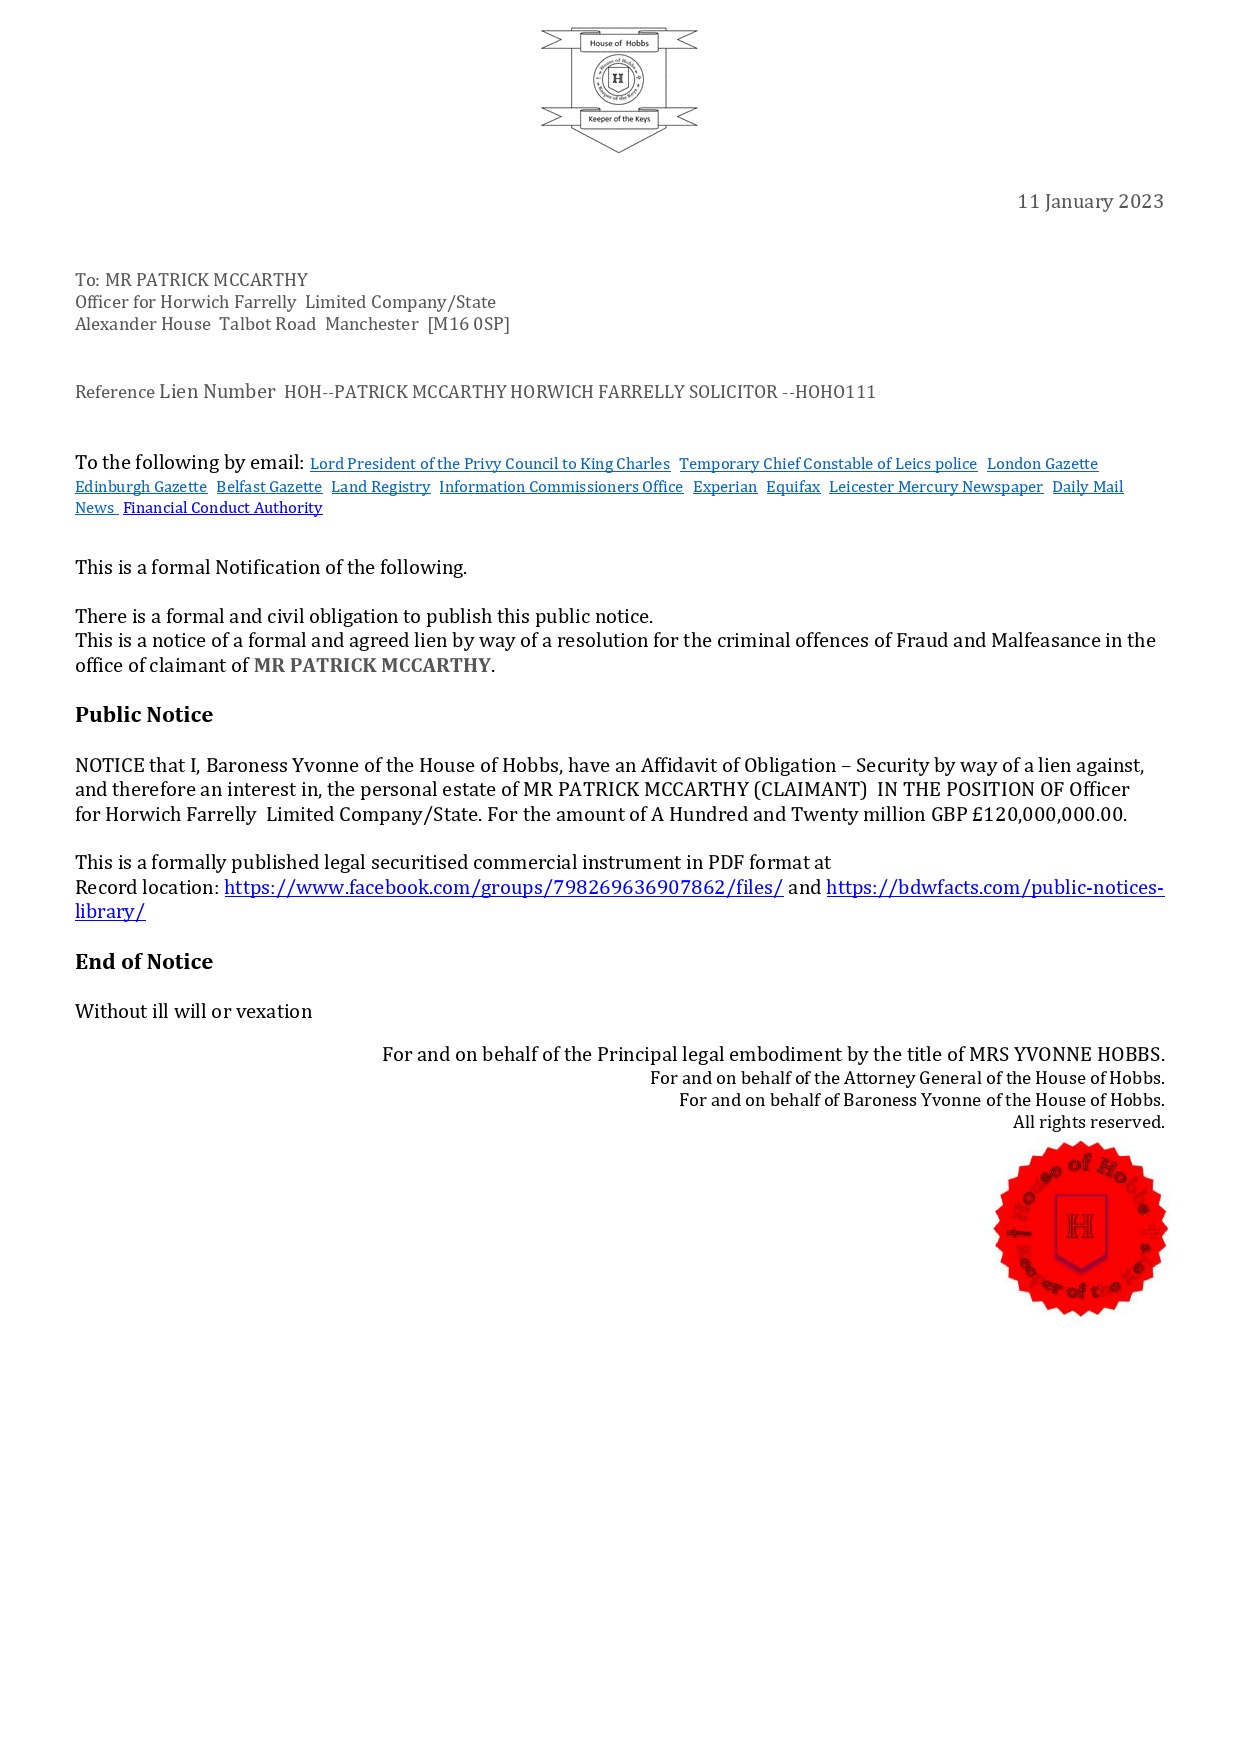 House of Hobbs
House of Hobbs
H
Keeper of the Keys
Keeper of the Keys
11 January 2023
To: MR PATRICK MCCARTHY
Officer for Horwich Farrelly Limited Company/State
Alexander House Talbot Road Manchester [M16 0SP]
Reference Lien Number HOH--PATRICK MCCARTHY HORWICH FARRELLY SOLICITOR --HOHO111
To the following by email: Lord President of the Privy Council to King Charles Temporary Chief Constable of Leics police London Gazette
Edinburgh Gazette Belfast Gazette Land Registry Information Commissioners Office Experian Equifax Leicester Mercury Newspaper Daily Mail
News Financial Conduct Authority
This is a formal Notification of the following.
There is a formal and civil obligation to publish this public notice.
This is a notice of a formal and agreed lien by way of a resolution for the criminal offences of Fraud and Malfeasance in the
office of claimant of MR PATRICK MCCARTHY.
Public Notice
NOTICE that I, Baroness Yvonne of the House of Hobbs, have an Affidavit of Obligation – Security by way of a lien against,
and therefore an interest in, the personal estate of MR PATRICK MCCARTHY (CLAIMANT) IN THE POSITION OF Officer
for Horwich Farrelly Limited Company/State. For the amount of A Hundred and Twenty million GBP £120,000,000.00.
This is a formally published legal securitised commercial instrument in PDF format at
Record location: https://www.facebook.com/groups/798269636907862/files/ and https://bdwfacts.com/public-notices-
library/
End of Notice
Without ill will or vexation
For and on behalf of the Principal legal embodiment by the title of MRS YVONNE HOBBS.
For and on behalf of the Attorney General of the House of Hobbs.
For and on behalf of Baroness Yvonne of the House of Hobbs.
All rights reserved.
House of Hobbs
H
Keeper of the Keys